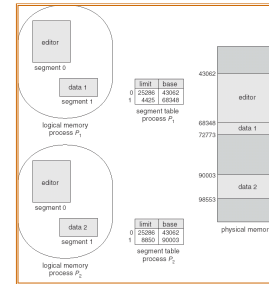 editor
segment 0
data 1
segment 1
logical memory
process P1
limit base
0 25286 43062
1 4425 68348
segment table
process P1
editor
segment 0
data 2
segment 1
logical memory
process P2
limit base
0 25286 43062
1 8850 90003
segment table
process P2
43062
editor
68348
data 1
72773
90003
data 2
98553
physical memor